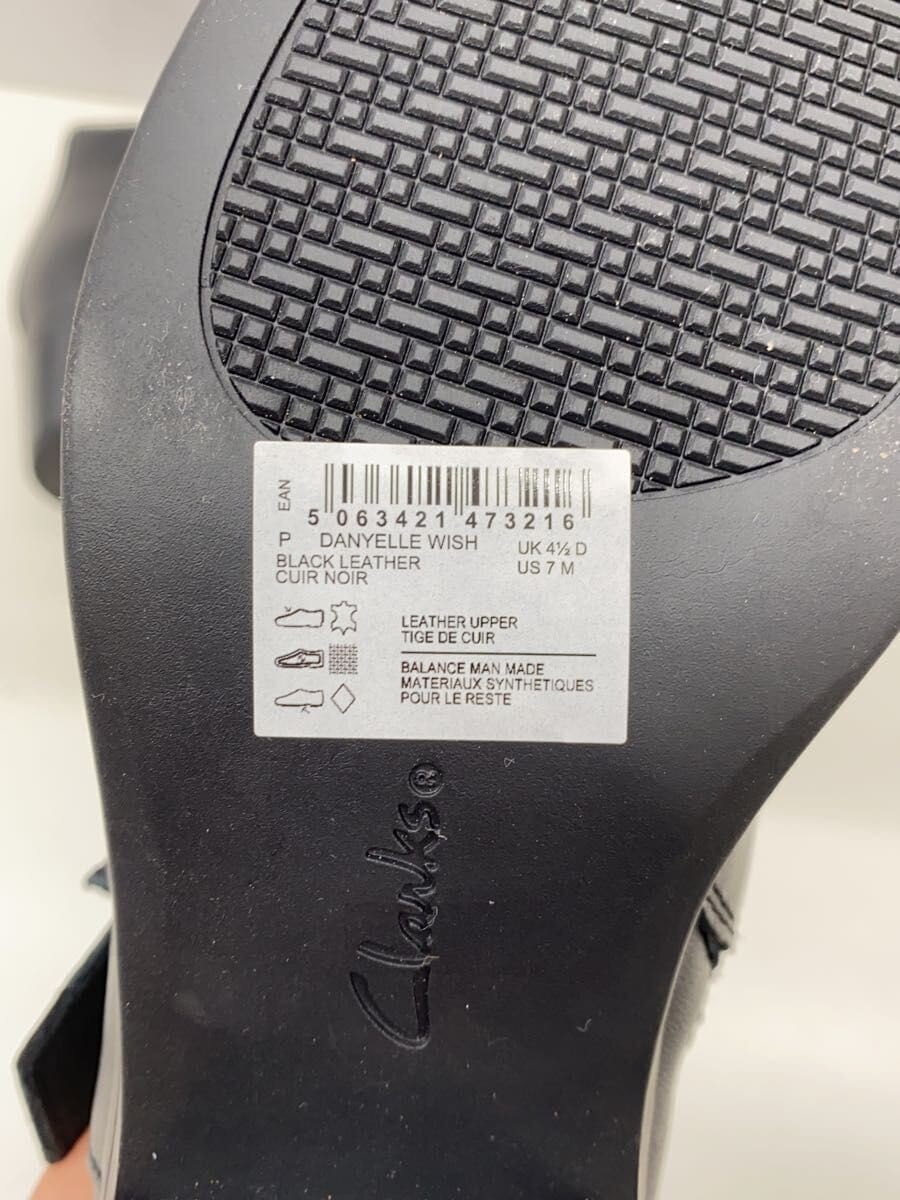 EAN
5 063421 473216
P DANYELLE WISH UK 4½ D
BLACK LEATHER US 7 M
CUIR NOIR
LEATHER UPPER
TIGE DE CUIR
BALANCE MAN MADE
MATERIAUX SYNTHETIQUES
POUR LE RESTE
Clarks®